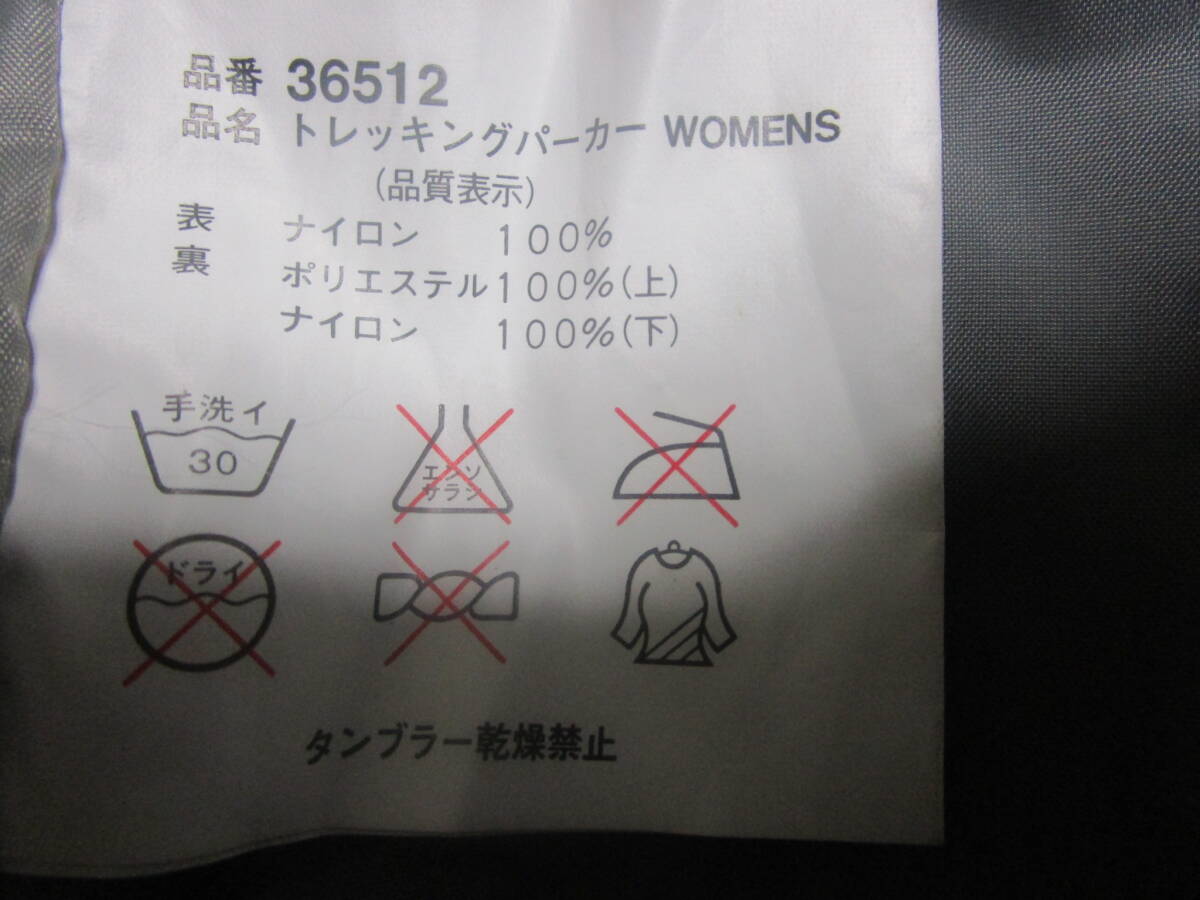 品番 36512
品名 トレッキングパーカー WOMENS
(品質表示)
表 ナイロン 100%
裏 ポリエステル100%(上)
ナイロン 100%(下)
手洗イ
30
エンソ
サラシ
ドライ
タンブラー乾燥禁止